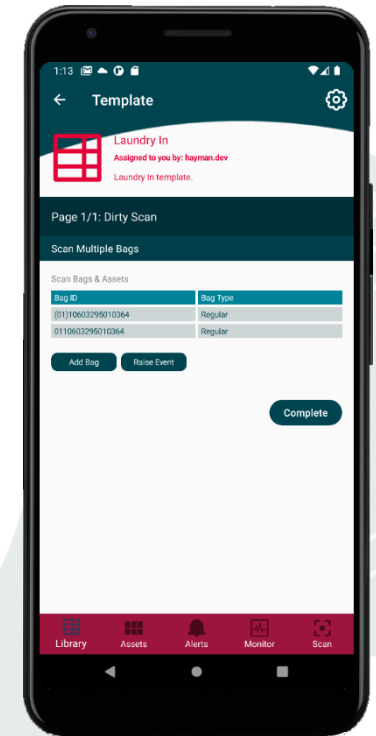 1:13
Template
Laundry In
Assigned to you by: hayman.dev
Laundry In template.
Page 1/1: Dirty Scan
Scan Multiple Bags
Scan Bags & Assets
Bag ID Bag Type
(01)10603295010364 Regular
0110603295010364 Regular
Add Bag Raise Event
Complete
Library Assets Alerts Monitor Scan